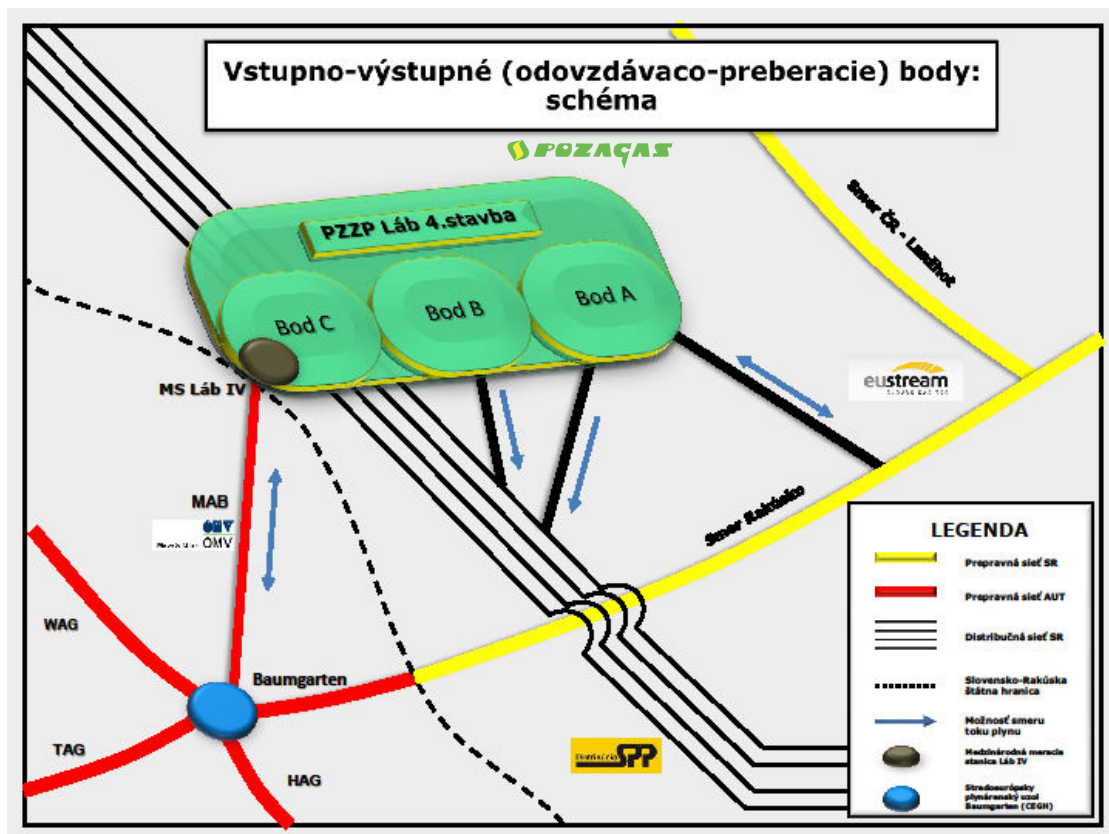 Vstupno-výstupné (odovzdávaco-preberacie) body:
schéma
POZAGAS
PZZP Láb 4.stavba
Bod C
Bod B
Bod A
MS Láb IV
Smer ČR - Lanžhot
eustream
MAB
OMV
OMV
Smer Rakúsko
WAG
Baumgarten
TAG
HAG
Distribúcia SPP
LEGENDA
Prepravná sieť SR
Prepravná sieť AUT
Distribučná sieť SR
Slovensko-Rakúska
štátna hranica
Možnosť smeru
toku plynu
Medzinárodná meracia
stanica Láb IV
Stredoeurópsky
plynárenský uzol
Baumgarten (CEGH)